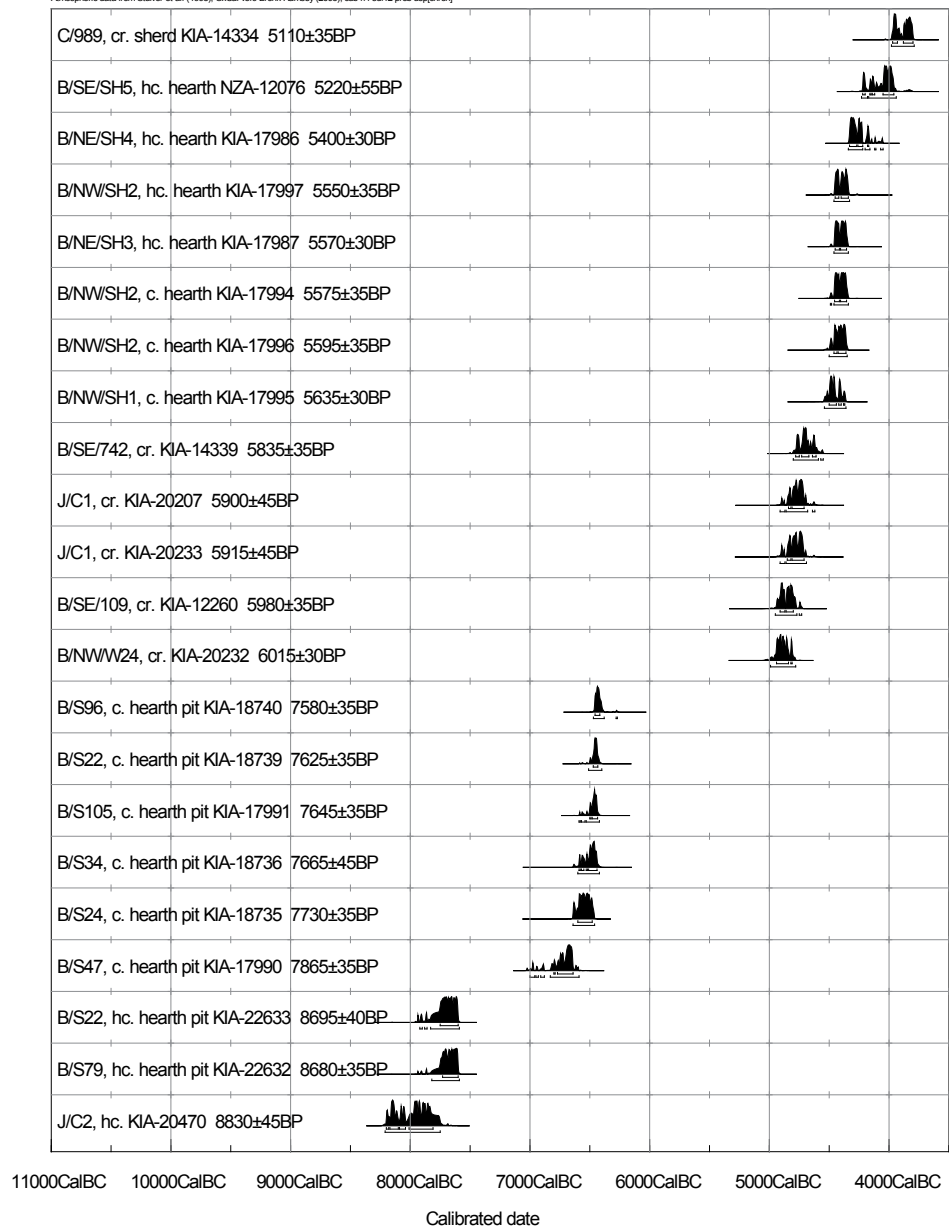 C/989, cr. sherd KIA-14334 5110±35BP
B/SE/SH5, hc. hearth NZA-12076 5220±55BP
B/NE/SH4, hc. hearth KIA-17986 5400±30BP
B/NW/SH2, hc. hearth KIA-17997 5550±35BP
B/NE/SH3, hc. hearth KIA-17987 5570±30BP
B/NW/SH2, c. hearth KIA-17994 5575±35BP
B/NW/SH2, c. hearth KIA-17996 5595±35BP
B/NW/SH1, c. hearth KIA-17995 5635±30BP
B/SE/742, cr. KIA-14339 5835±35BP
J/C1, cr. KIA-20207 5900±45BP
J/C1, cr. KIA-20233 5915±45BP
B/SE/109, cr. KIA-12260 5980±35BP
B/NW/W24, cr. KIA-20232 6015±30BP
B/S96, c. hearth pit KIA-18740 7580±35BP
B/S22, c. hearth pit KIA-18739 7625±35BP
B/S105, c. hearth pit KIA-17991 7645±35BP
B/S34, c. hearth pit KIA-18736 7665±45BP
B/S24, c. hearth pit KIA-18735 7730±35BP
B/S47, c. hearth pit KIA-17990 7865±35BP
B/S22, hc. hearth pit KIA-22633 8695±40BP
B/S79, hc. hearth pit KIA-22632 8680±35BP
J/C2, hc. KIA-20470 8830±45BP
11000CalBC 10000CalBC 9000CalBC 8000CalBC 7000CalBC 6000CalBC 5000CalBC 4000CalBC
Calibrated date